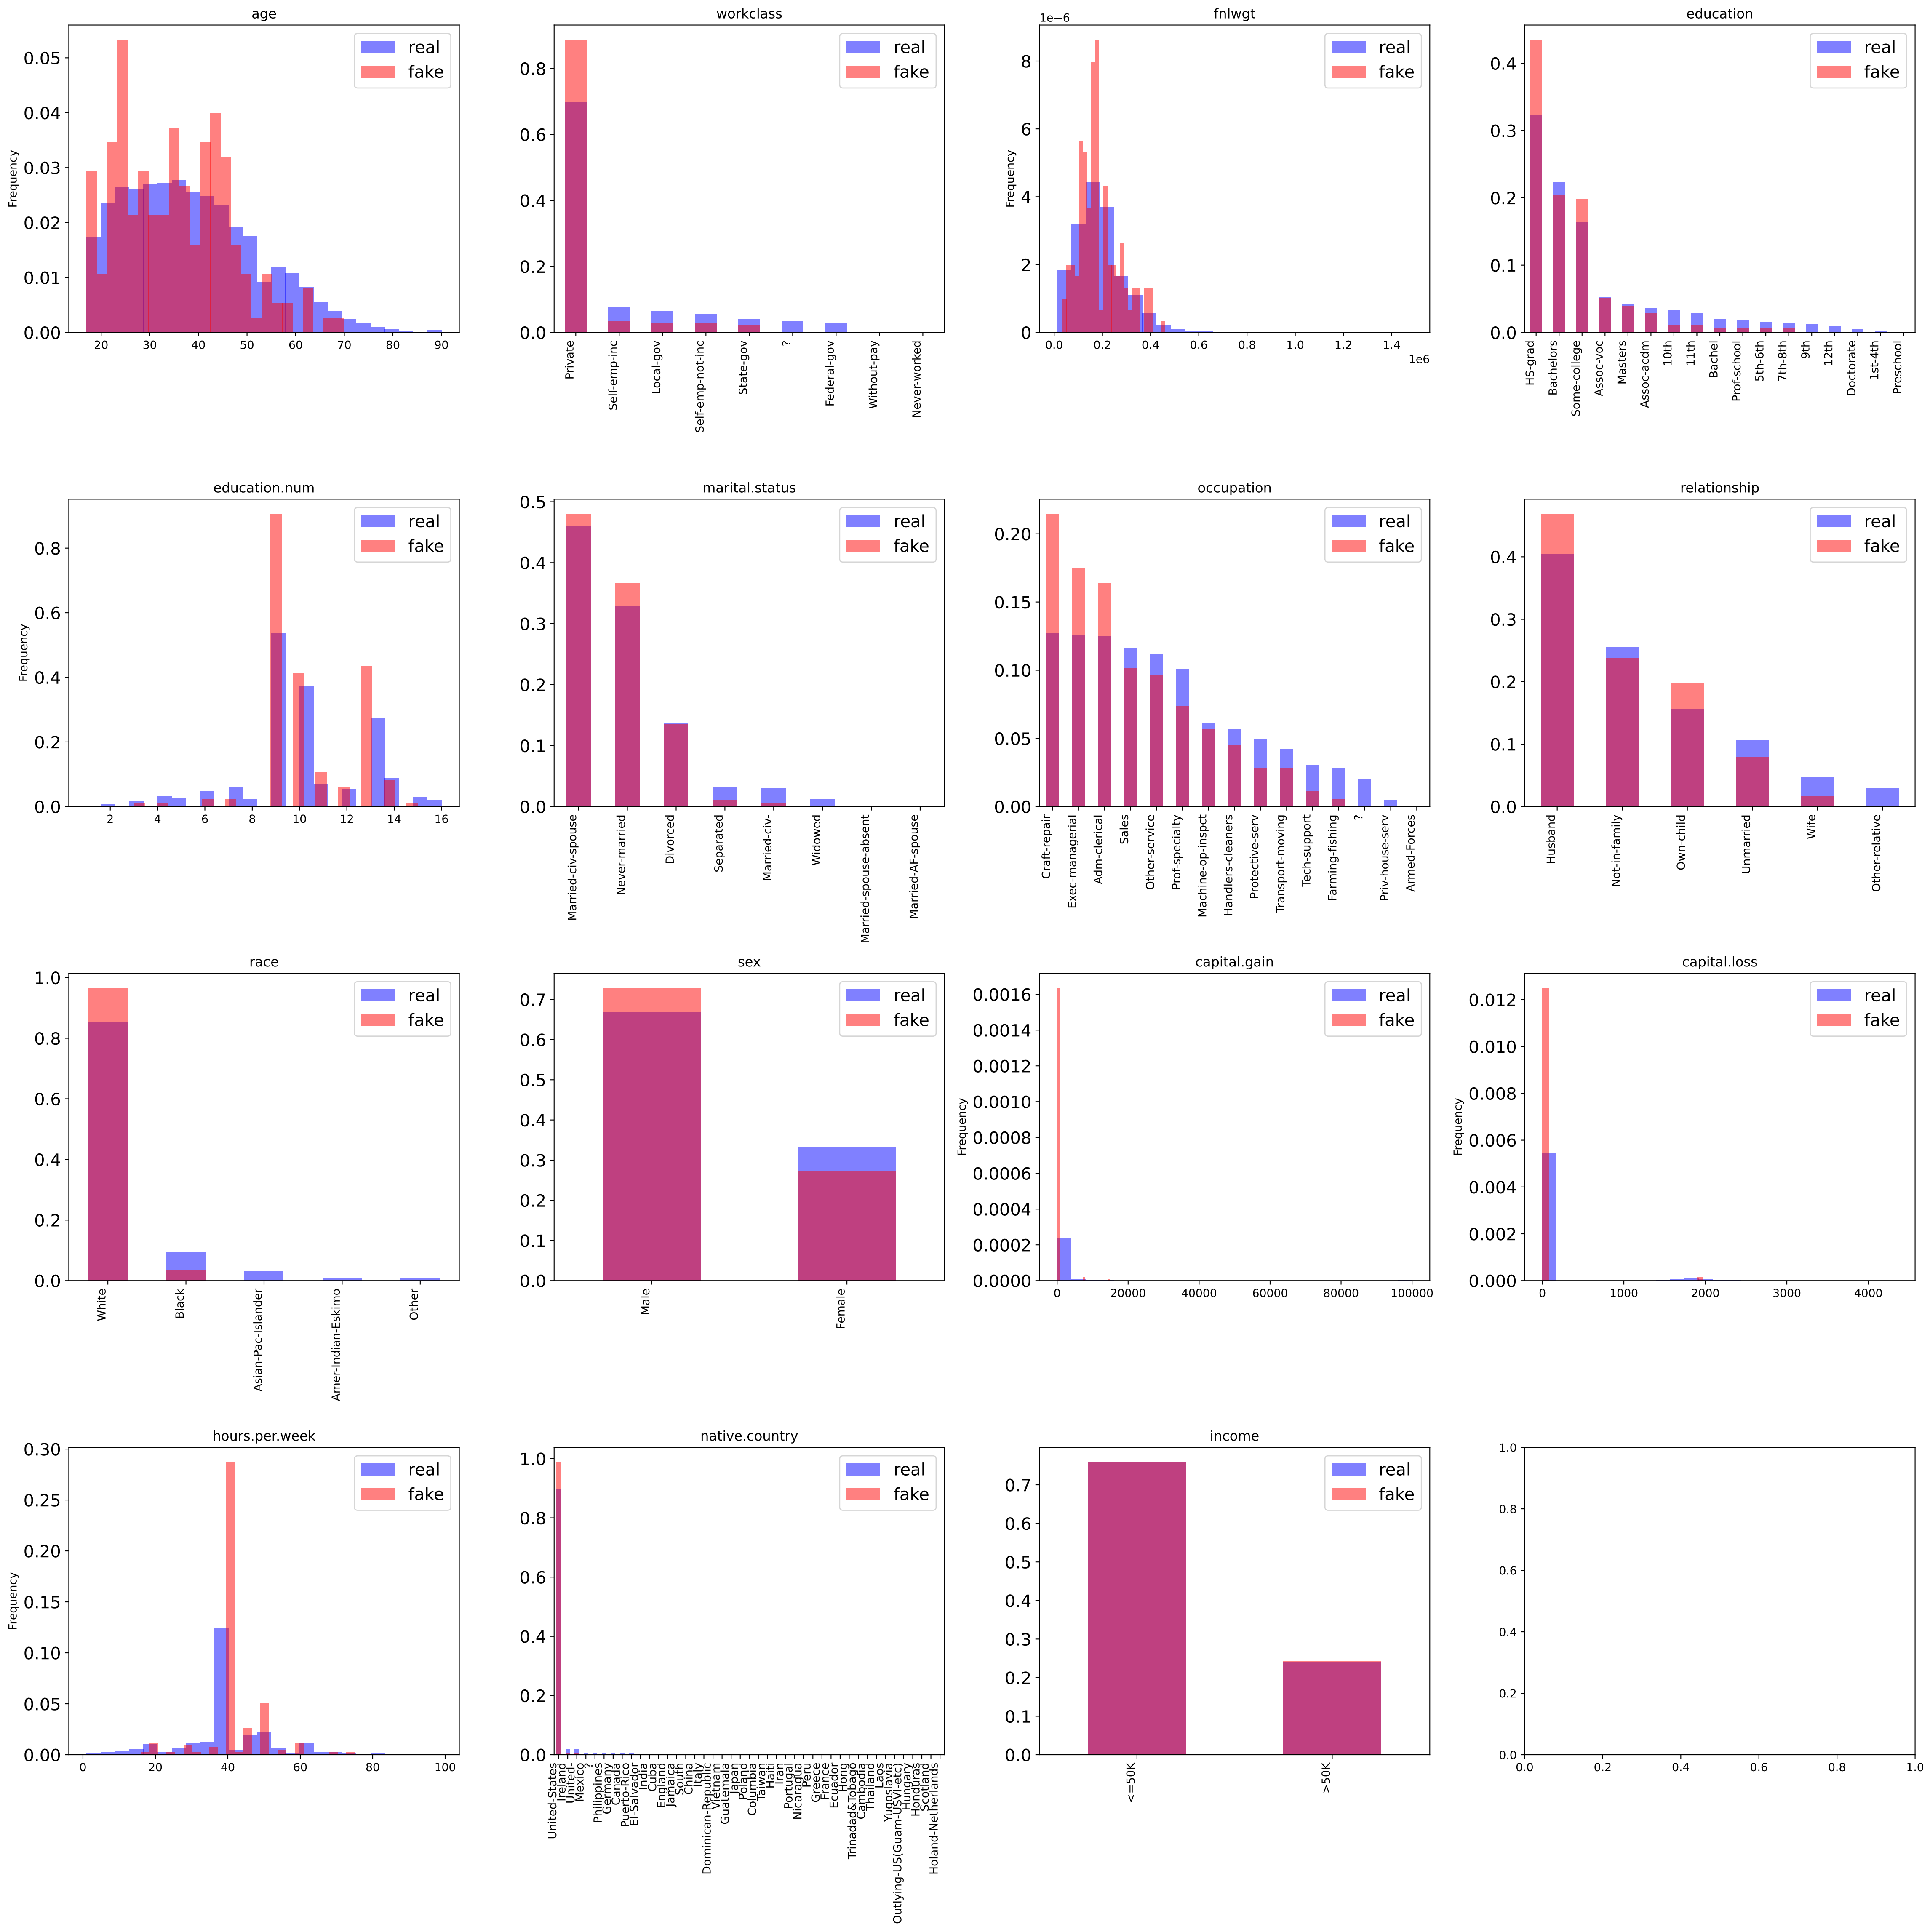 age
real
fake
Frequency
0.05
0.04
0.03
0.02
0.01
0.00
20 30 40 50 60 70 80 90
workclass
real
fake
0.8
0.6
0.4
0.2
0.0
Private
Self-emp-inc
Local-gov
Self-emp-not-inc
State-gov
?
Federal-gov
Without-pay
Never-worked
fnlwgt
1e−6
real
fake
Frequency
8
6
4
2
0
0.0 0.2 0.4 0.6 0.8 1.0 1.2 1.4
1e6
education
real
fake
0.4
0.3
0.2
0.1
0.0
HS-grad
Bachelors
Some-college
Assoc-voc
Masters
Assoc-acdm
10th
11th
Bachel
Prof-school
5th-6th
7th-8th
9th
12th
Doctorate
1st-4th
Preschool
education.num
real
fake
Frequency
0.8
0.6
0.4
0.2
0.0
2 4 6 8 10 12 14 16
marital.status
real
fake
0.5
0.4
0.3
0.2
0.1
0.0
Married-civ-spouse
Never-married
Divorced
Separated
Married-civ-
Widowed
Married-spouse-absent
Married-AF-spouse
occupation
real
fake
0.20
0.15
0.10
0.05
0.00
Craft-repair
Exec-managerial
Adm-clerical
Sales
Other-service
Prof-specialty
Machine-op-inspct
Handlers-cleaners
Protective-serv
Transport-moving
Tech-support
Farming-fishing
?
Priv-house-serv
Armed-Forces
relationship
real
fake
0.4
0.3
0.2
0.1
0.0
Husband
Not-in-family
Own-child
Unmarried
Wife
Other-relative
race
real
fake
1.0
0.8
0.6
0.4
0.2
0.0
White
Black
Asian-Pac-Islander
Amer-Indian-Eskimo
Other
sex
real
fake
0.7
0.6
0.5
0.4
0.3
0.2
0.1
0.0
Male
Female
capital.gain
real
fake
Frequency
0.0016
0.0014
0.0012
0.0010
0.0008
0.0006
0.0004
0.0002
0.0000
0 20000 40000 60000 80000 100000
capital.loss
real
fake
Frequency
0.012
0.010
0.008
0.006
0.004
0.002
0.000
0 1000 2000 3000 4000
hours.per.week
real
fake
Frequency
0.30
0.25
0.20
0.15
0.10
0.05
0.00
0 20 40 60 80 100
native.country
real
fake
1.0
0.8
0.6
0.4
0.2
0.0
United-States
Ireland
United-
Mexico
?
Philippines
Germany
Canada
Puerto-Rico
El-Salvador
India
Cuba
England
Jamaica
South
China
Italy
Dominican-Republic
Vietnam
Guatemala
Japan
Poland
Columbia
Taiwan
Haiti
Iran
Portugal
Nicaragua
Peru
Greece
France
Ecuador
Hong
Trinadad&Tobago
Cambodia
Thailand
Laos
Yugoslavia
Outlying-US(Guam-USVI-etc)
Hungary
Honduras
Scotland
Holand-Netherlands
income
real
fake
0.7
0.6
0.5
0.4
0.3
0.2
0.1
0.0
<=50K
>50K
1.0
0.8
0.6
0.4
0.2
0.0
0.0 0.2 0.4 0.6 0.8 1.0